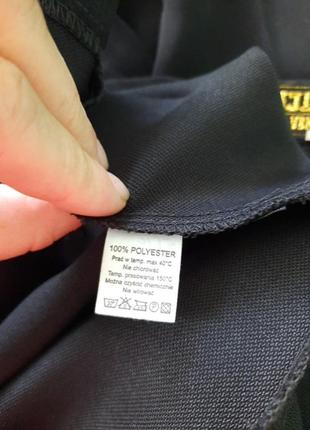 100% POLYESTER
Prać w temp. max 40°C
Nie chlorować
Temp. prasowania 150°C
Można czyścić chemicznie
Nie wirować